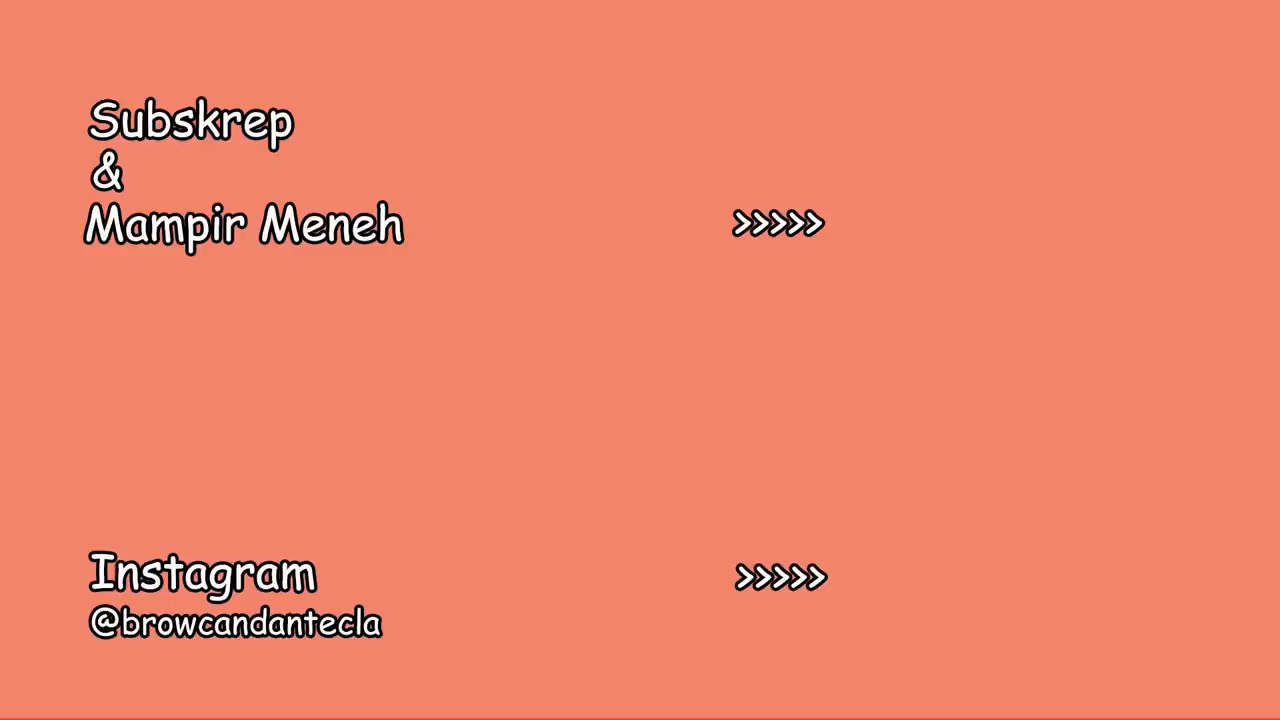 Subskrep
&
Mampir Meneh
>>>>>
Instagram
>>>>>
@browcandantecla